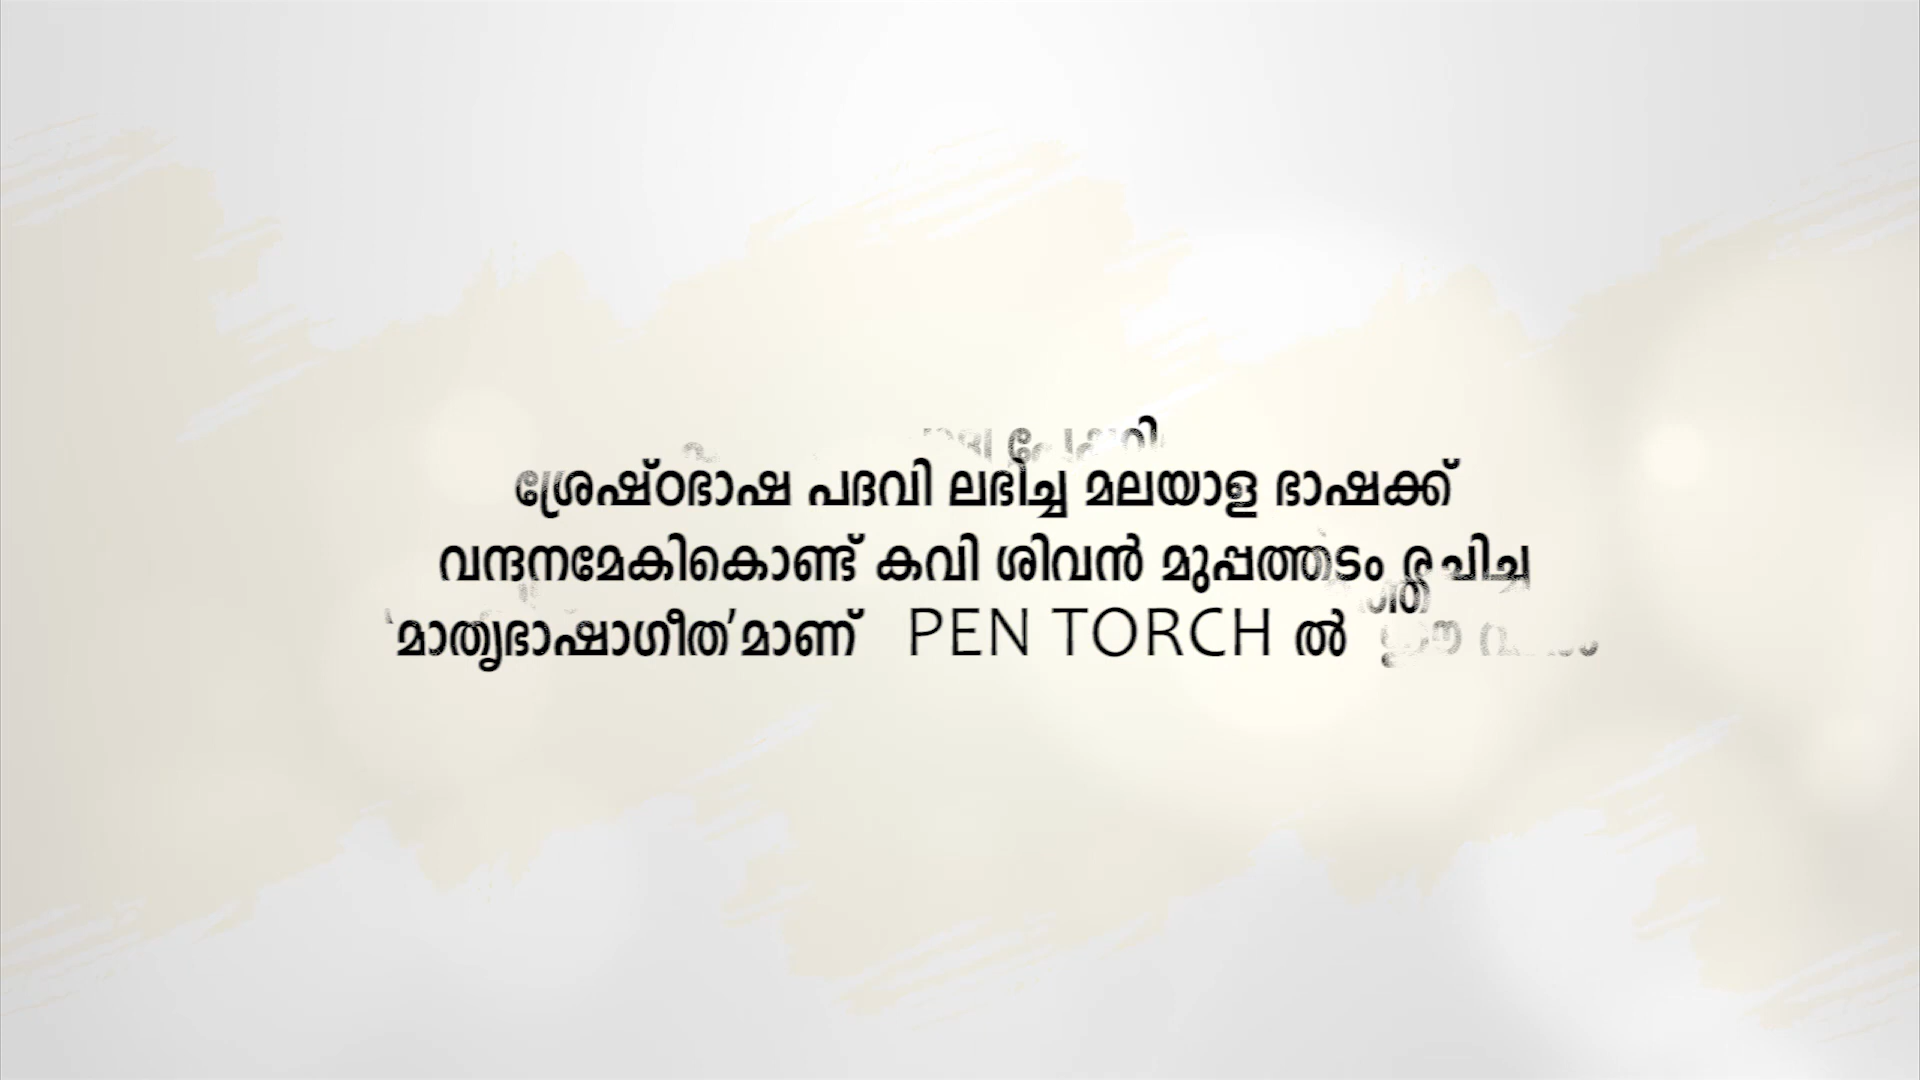 ശ്രേഷ്ഠഭാഷ പദവി ലഭിച്ച മലയാള ഭാഷക്ക്
വന്ദനമേകികൊണ്ട് കവി ശിവൻ മുപ്പത്തടം രചിച്ച
‘മാതൃഭാഷാഗീത’മാണ് PEN TORCH ൽ ഈ